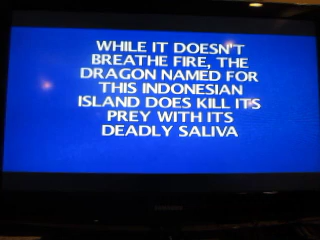 WHILE IT DOESN'T
BREATHE FIRE, THE
DRAGON NAMED FOR
THIS INDONESIAN
ISLAND DOES KILL ITS
PREY WITH ITS
DEADLY SALIVA
SAMSUNG